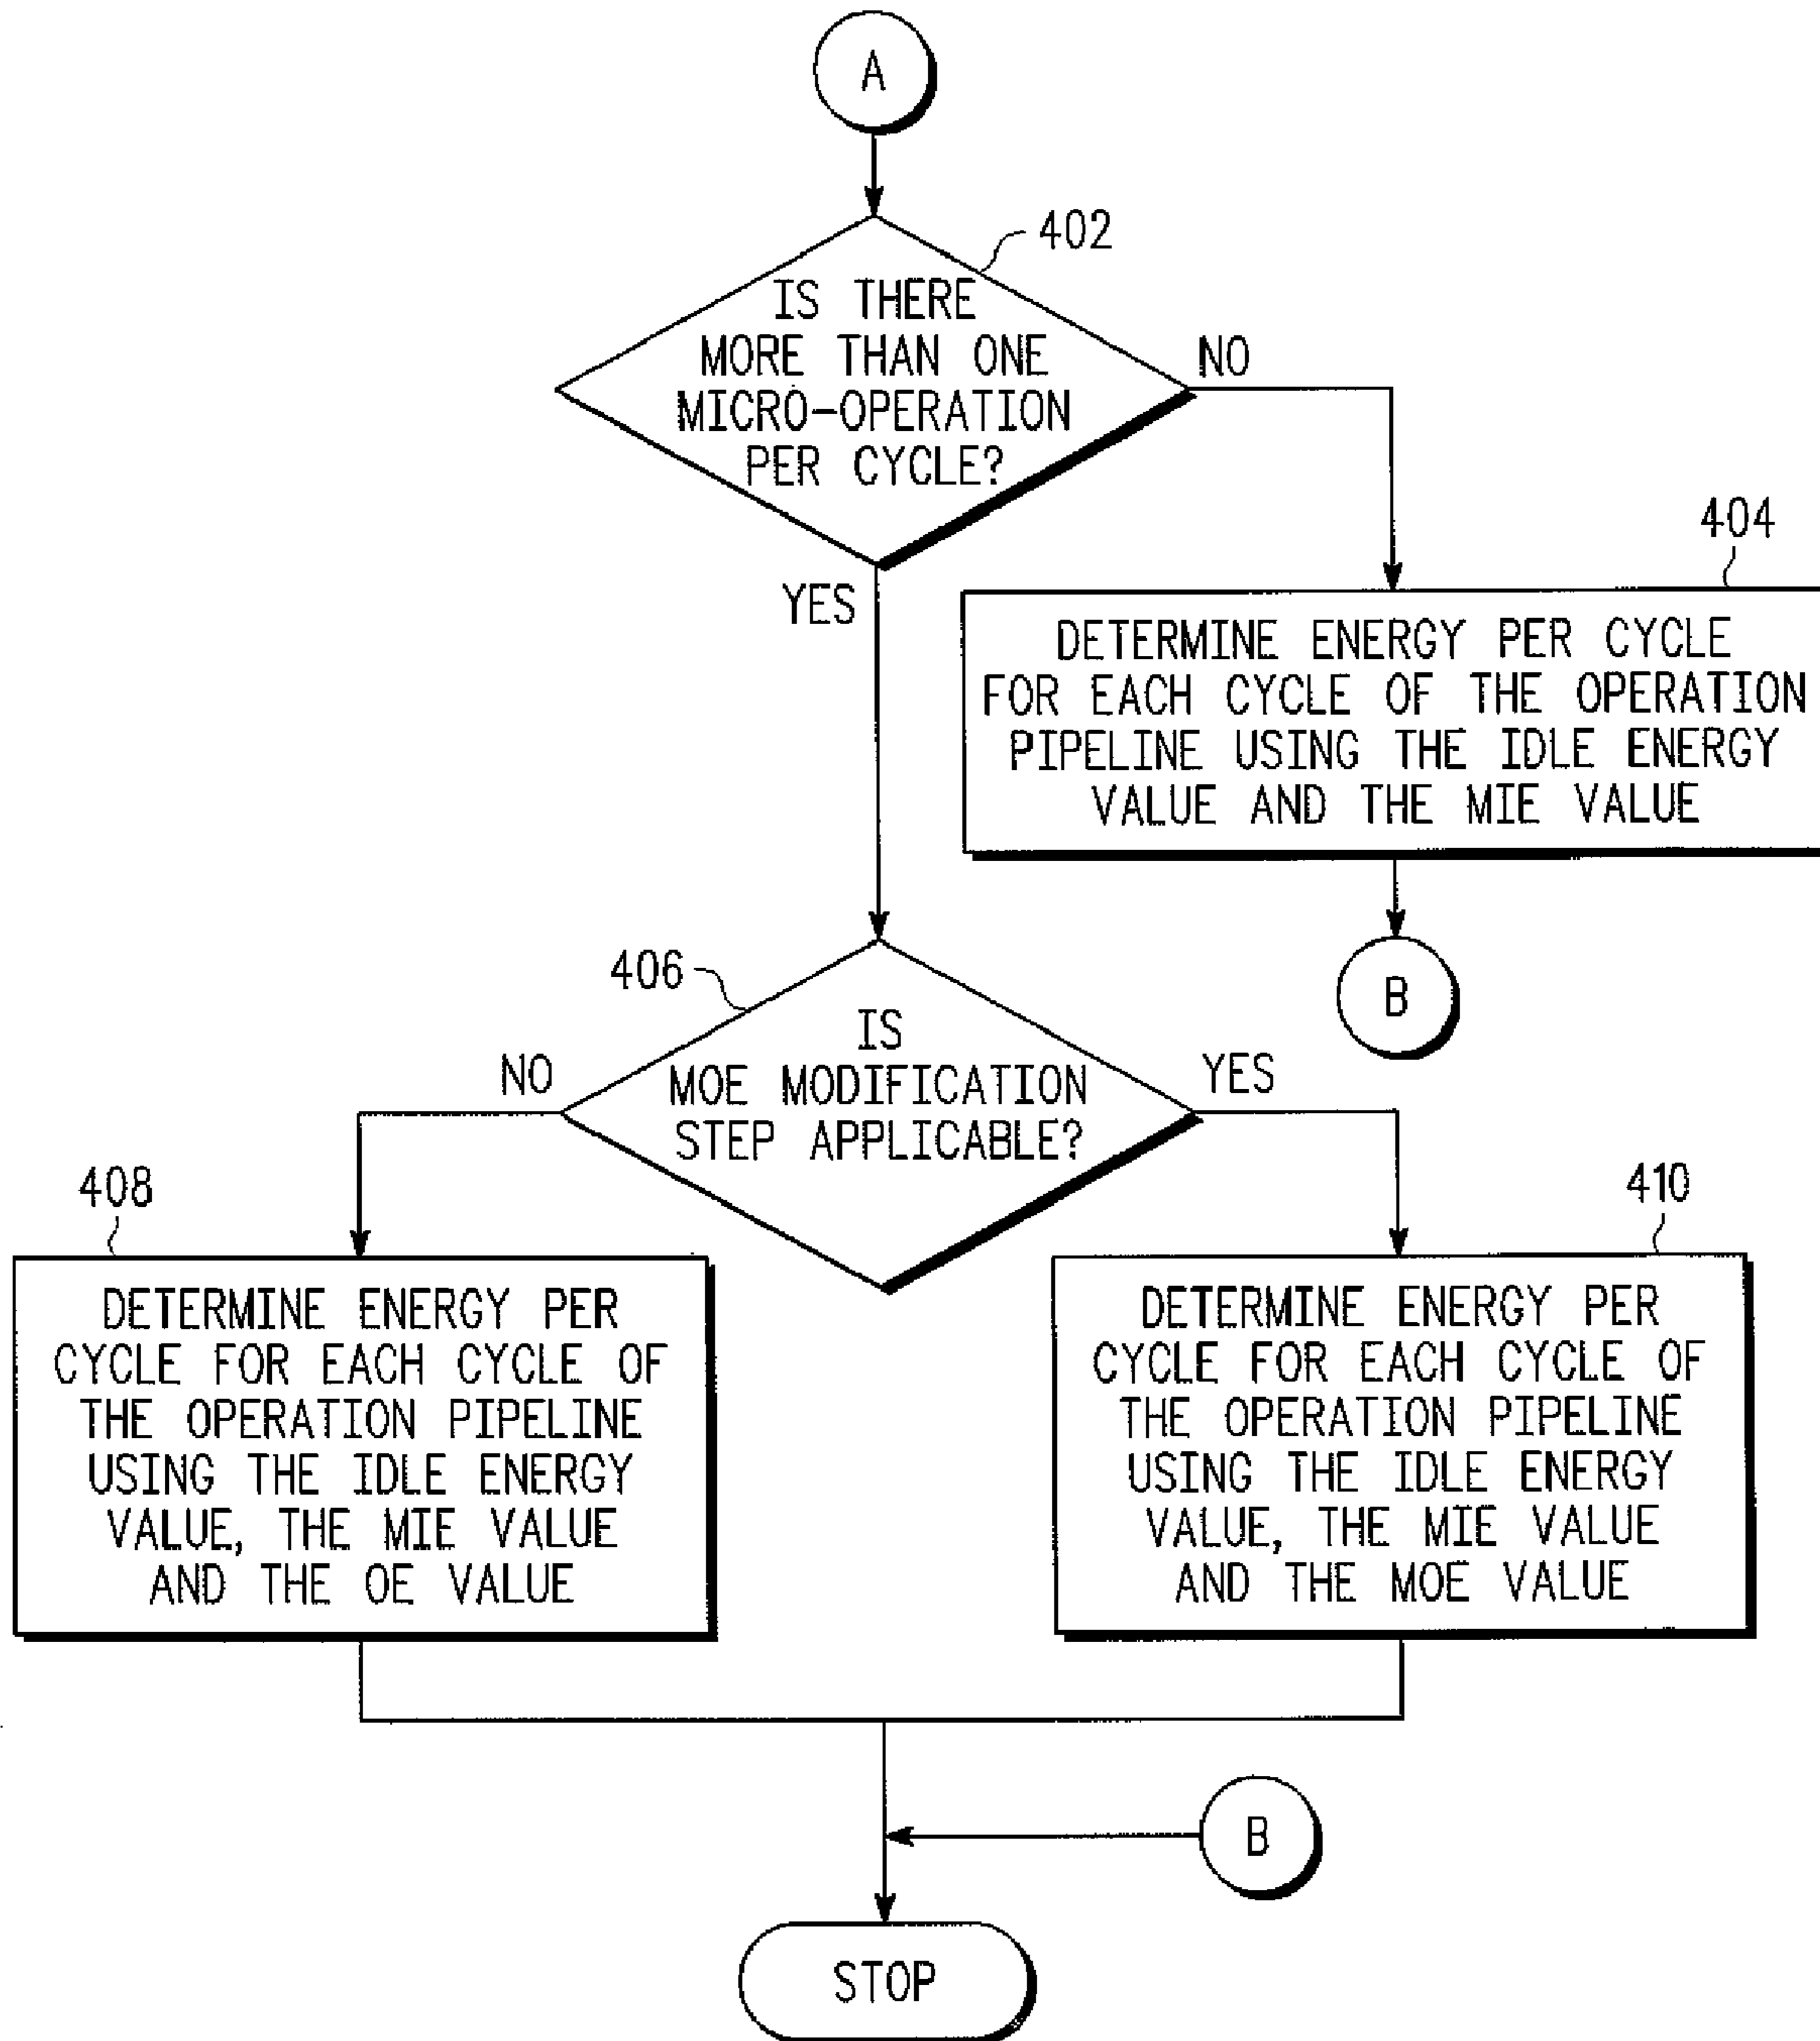 A
402
IS THERE
MORE THAN ONE
MICRO-OPERATION
PER CYCLE?
NO
YES
404
DETERMINE ENERGY PER CYCLE
FOR EACH CYCLE OF THE OPERATION
PIPELINE USING THE IDLE ENERGY
VALUE AND THE MIE VALUE
B
406
IS
MOE MODIFICATION
STEP APPLICABLE?
NO
YES
408
DETERMINE ENERGY PER
CYCLE FOR EACH CYCLE OF
THE OPERATION PIPELINE
USING THE IDLE ENERGY
VALUE, THE MIE VALUE
AND THE OE VALUE
410
DETERMINE ENERGY PER
CYCLE FOR EACH CYCLE OF
THE OPERATION PIPELINE
USING THE IDLE ENERGY
VALUE, THE MIE VALUE
AND THE MOE VALUE
B
STOP